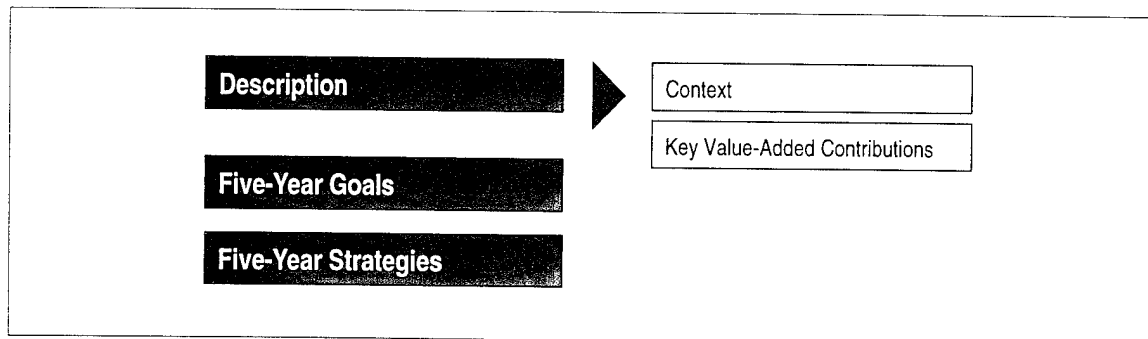 Description
Context
Key Value-Added Contributions
Five-Year Goals
Five-Year Strategies